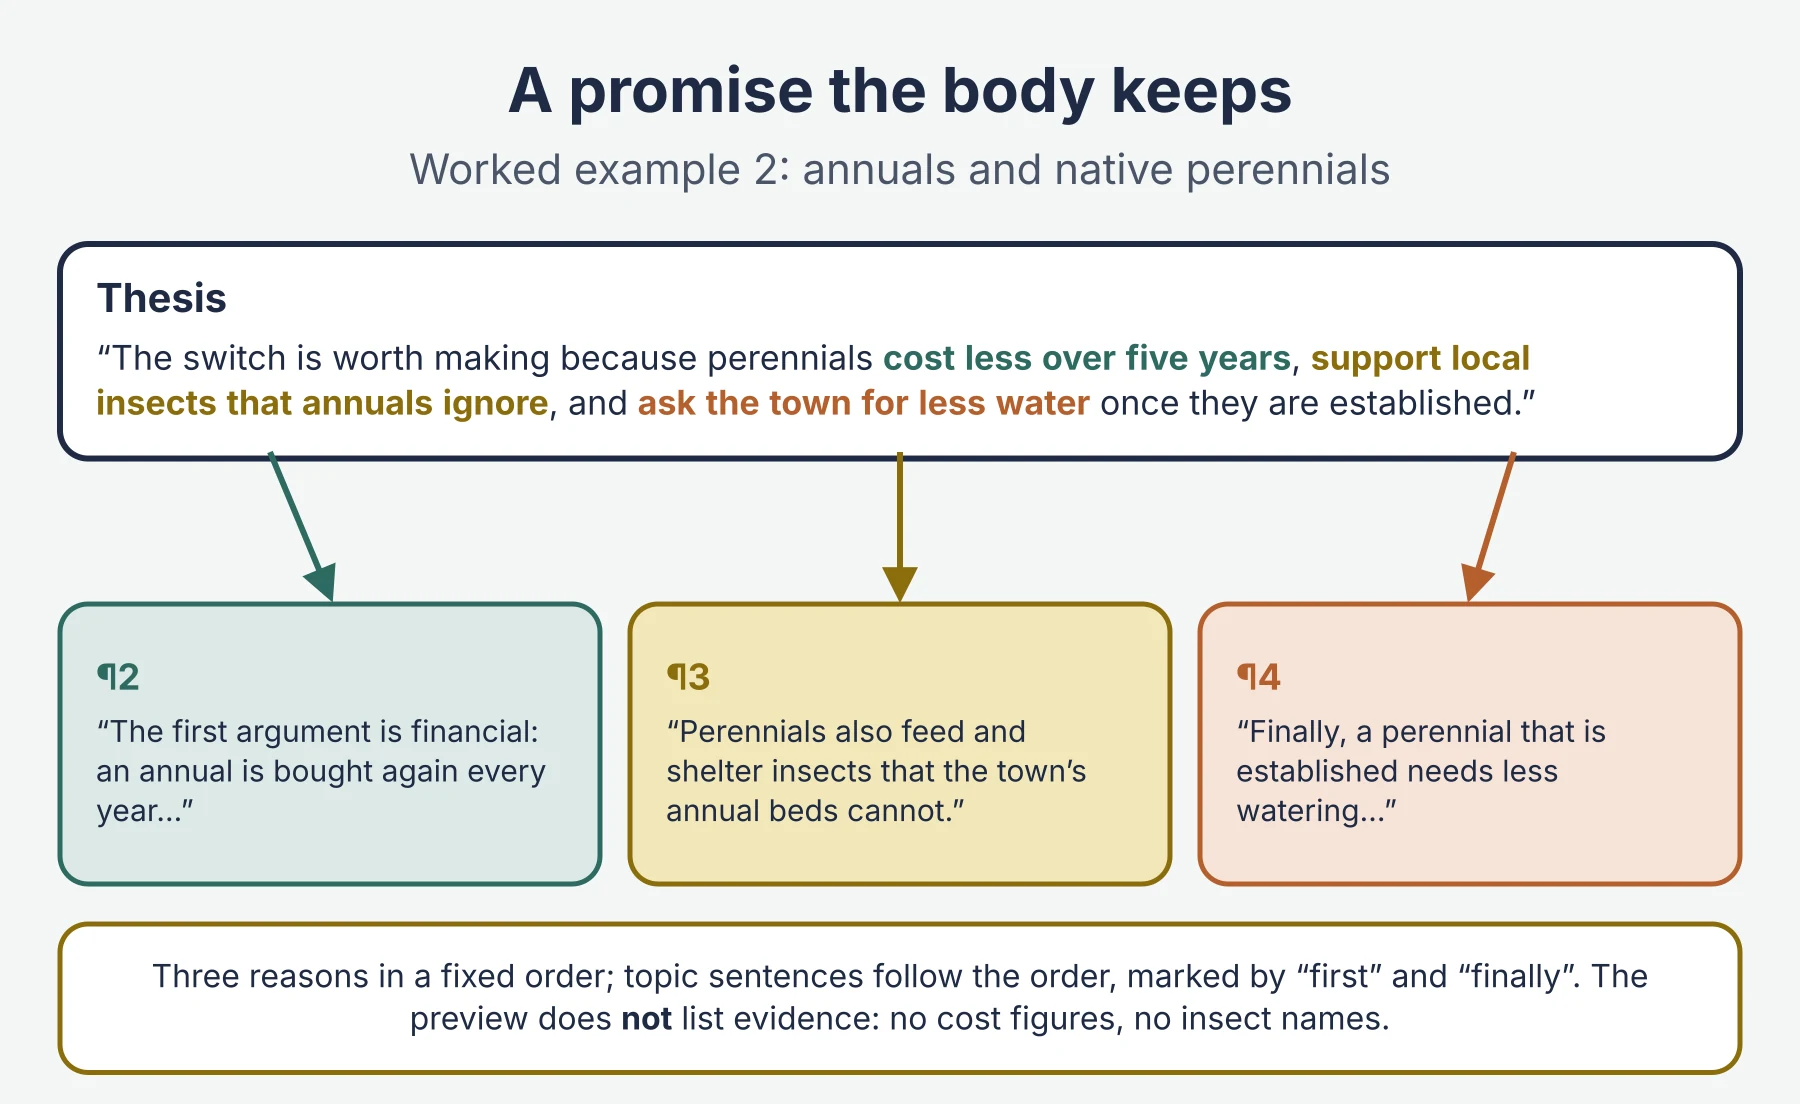 A promise the body keeps
Worked example 2: annuals and native perennials
Thesis
“The switch is worth making because perennials cost less over five years, support local
insects that annuals ignore, and ask the town for less water once they are established.”
¶2
“The first argument is financial:
an annual is bought again every
year…”
¶3
“Perennials also feed and
shelter insects that the town’s
annual beds cannot.”
¶4
“Finally, a perennial that is
established needs less
watering…”
Three reasons in a fixed order; topic sentences follow the order, marked by “first” and “finally”. The
preview does not list evidence: no cost figures, no insect names.